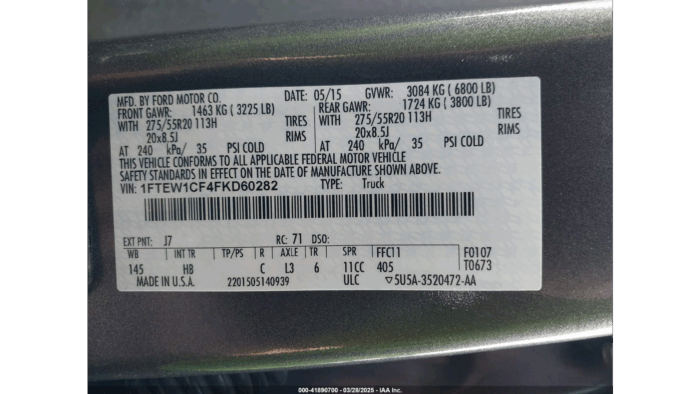 MFD. BY FORD MOTOR CO. DATE: 05/15 GVWR: 3084 KG ( 6800 LB)
FRONT GAWR: 1463 KG ( 3225 LB) REAR GAWR: 1724 KG ( 3800 LB)
WITH 275/55R20 113H TIRES WITH 275/55R20 113H TIRES
20x8.5J RIMS 20x8.5J RIMS
AT 240 kPa/ 35 PSI COLD AT 240 kPa/ 35 PSI COLD
THIS VEHICLE CONFORMS TO ALL APPLICABLE FEDERAL MOTOR VEHICLE
SAFETY STANDARDS IN EFFECT ON THE DATE OF MANUFACTURE SHOWN ABOVE.
VIN: 1FTEW1CF4FKD60282 TYPE: Truck
EXT PNT: J7 RC: 71 DSO:
WB INT TR TP/PS R AXLE TR SPR FFC11 F0107
145 HB C L3 6 11CC 405 T0673
MADE IN U.S.A. 2201505140939 ULC ▽5U5A-3520472-AA
000-41890700 - 03/28/2025 - IAA Inc.